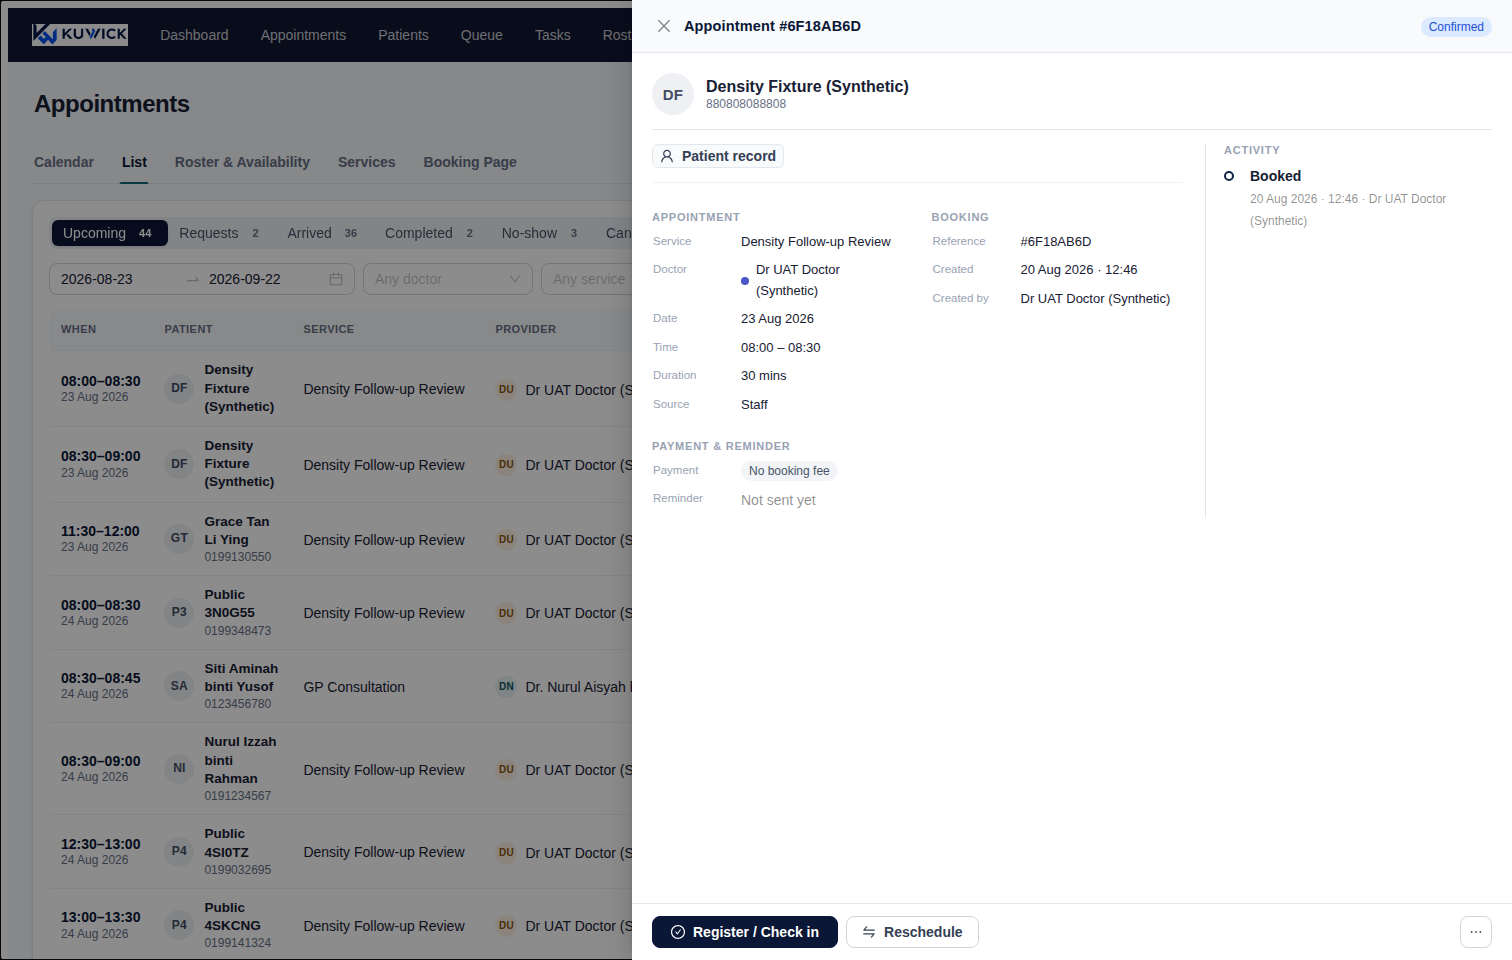 KUWICK
Dashboard Appointments Patients Queue Tasks Rost
Appointments
Calendar List Roster & Availability Services Booking Page
Upcoming 44 Requests 2 Arrived 36 Completed 2 No-show 3 Can
2026-08-23 → 2026-09-22 Any doctor Any service
WHEN PATIENT SERVICE PROVIDER
08:00–08:30
23 Aug 2026
DF
Density
Fixture
(Synthetic)
Density Follow-up Review
DU Dr UAT Doctor (S
08:30–09:00
23 Aug 2026
DF
Density
Fixture
(Synthetic)
Density Follow-up Review
DU Dr UAT Doctor (S
11:30–12:00
23 Aug 2026
GT
Grace Tan
Li Ying
0199130550
Density Follow-up Review
DU Dr UAT Doctor (S
08:00–08:30
24 Aug 2026
P3
Public
3N0G55
0199348473
Density Follow-up Review
DU Dr UAT Doctor (S
08:30–08:45
24 Aug 2026
SA
Siti Aminah
binti Yusof
0123456780
GP Consultation
DN Dr. Nurul Aisyah b
08:30–09:00
24 Aug 2026
NI
Nurul Izzah
binti
Rahman
0191234567
Density Follow-up Review
DU Dr UAT Doctor (S
12:30–13:00
24 Aug 2026
P4
Public
4SI0TZ
0199032695
Density Follow-up Review
DU Dr UAT Doctor (S
13:00–13:30
24 Aug 2026
P4
Public
4SKCNG
0199141324
Density Follow-up Review
DU Dr UAT Doctor (S
Appointment #6F18AB6D
Confirmed
DF
Density Fixture (Synthetic)
880808088808
Patient record
APPOINTMENT
Service Density Follow-up Review
Doctor Dr UAT Doctor
(Synthetic)
Date 23 Aug 2026
Time 08:00 – 08:30
Duration 30 mins
Source Staff
BOOKING
Reference #6F18AB6D
Created 20 Aug 2026 · 12:46
Created by Dr UAT Doctor (Synthetic)
PAYMENT & REMINDER
Payment No booking fee
Reminder Not sent yet
ACTIVITY
Booked
20 Aug 2026 · 12:46 · Dr UAT Doctor
(Synthetic)
Register / Check in Reschedule ···